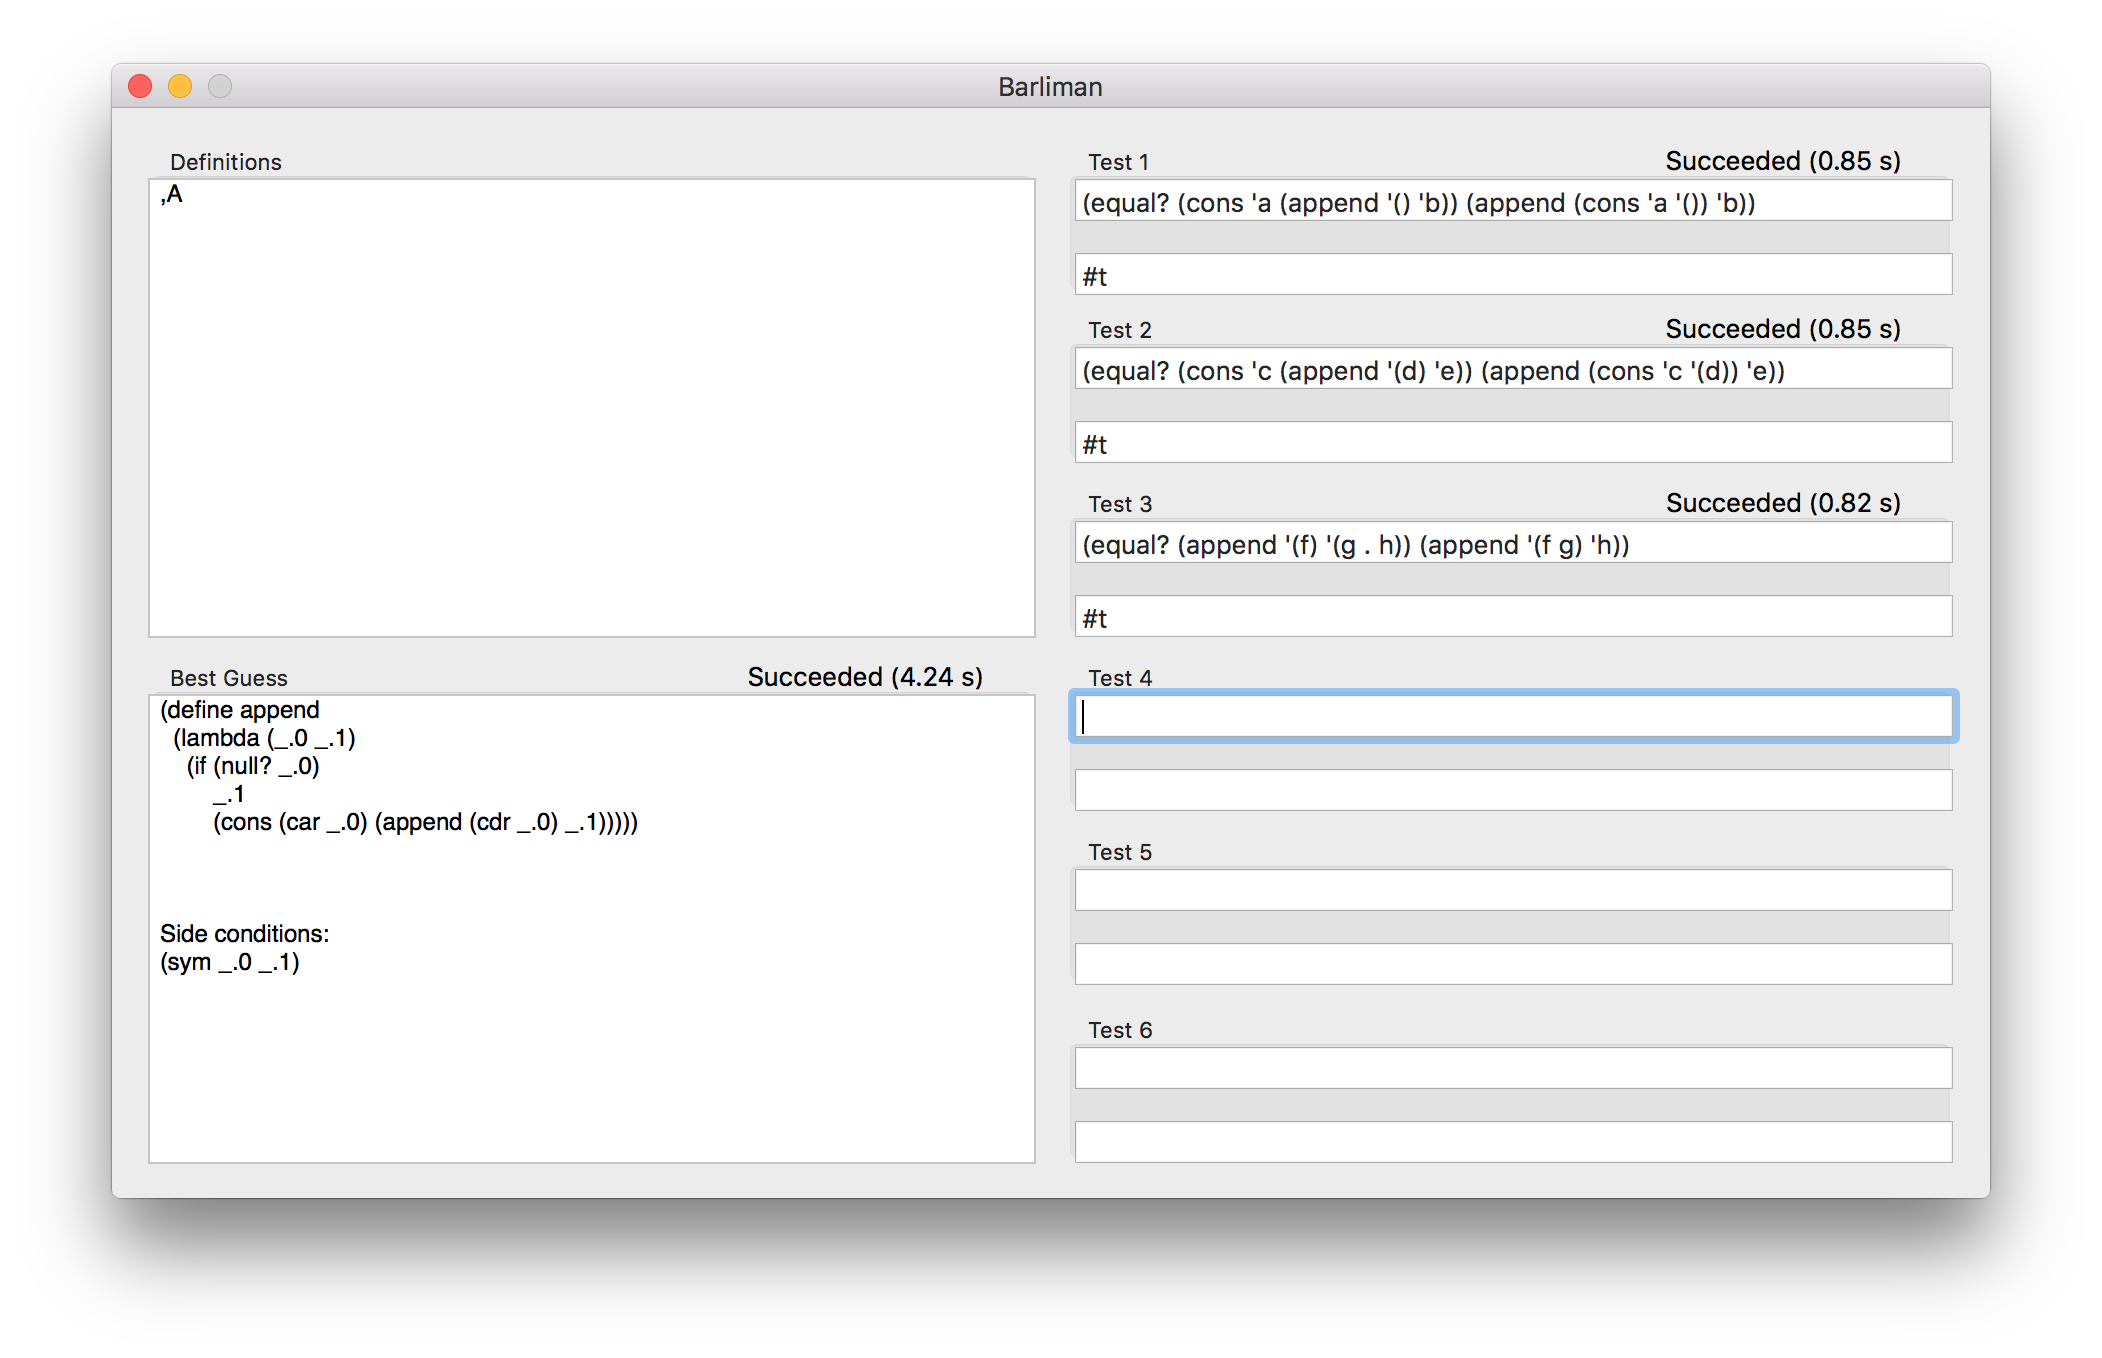 Barliman
Definitions
,A
Best Guess Succeeded (4.24 s)
(define append
(lambda (_.0 _.1)
(if (null? _.0)
_.1
(cons (car _.0) (append (cdr _.0) _.1)))))
Side conditions:
(sym _.0 _.1)
Test 1 Succeeded (0.85 s)
(equal? (cons 'a (append '() 'b)) (append (cons 'a '()) 'b))
#t
Test 2 Succeeded (0.85 s)
(equal? (cons 'c (append '(d) 'e)) (append (cons 'c '(d)) 'e))
#t
Test 3 Succeeded (0.82 s)
(equal? (append '(f) '(g . h)) (append '(f g) 'h))
#t
Test 4
Test 5
Test 6